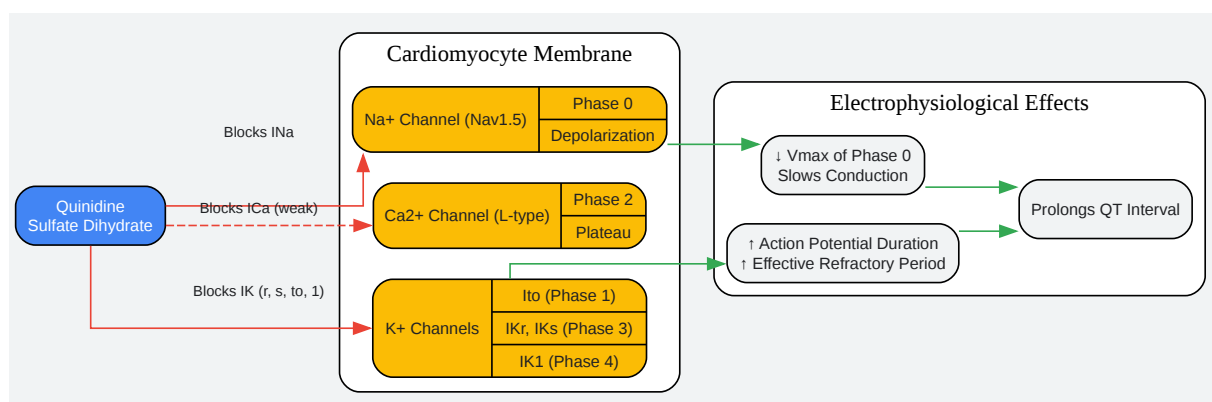 Cardiomyocyte Membrane
Electrophysiological Effects
Quinidine
Sulfate Dihydrate
Blocks INa
Blocks ICa (weak)
Blocks IK (r, s, to, 1)
Na+ Channel (Nav1.5)
Phase 0
Depolarization
Ca2+ Channel (L-type)
Phase 2
Plateau
K+ Channels
Ito (Phase 1)
IKr, IKs (Phase 3)
IK1 (Phase 4)
↓ Vmax of Phase 0
Slows Conduction
↑ Action Potential Duration
↑ Effective Refractory Period
Prolongs QT Interval